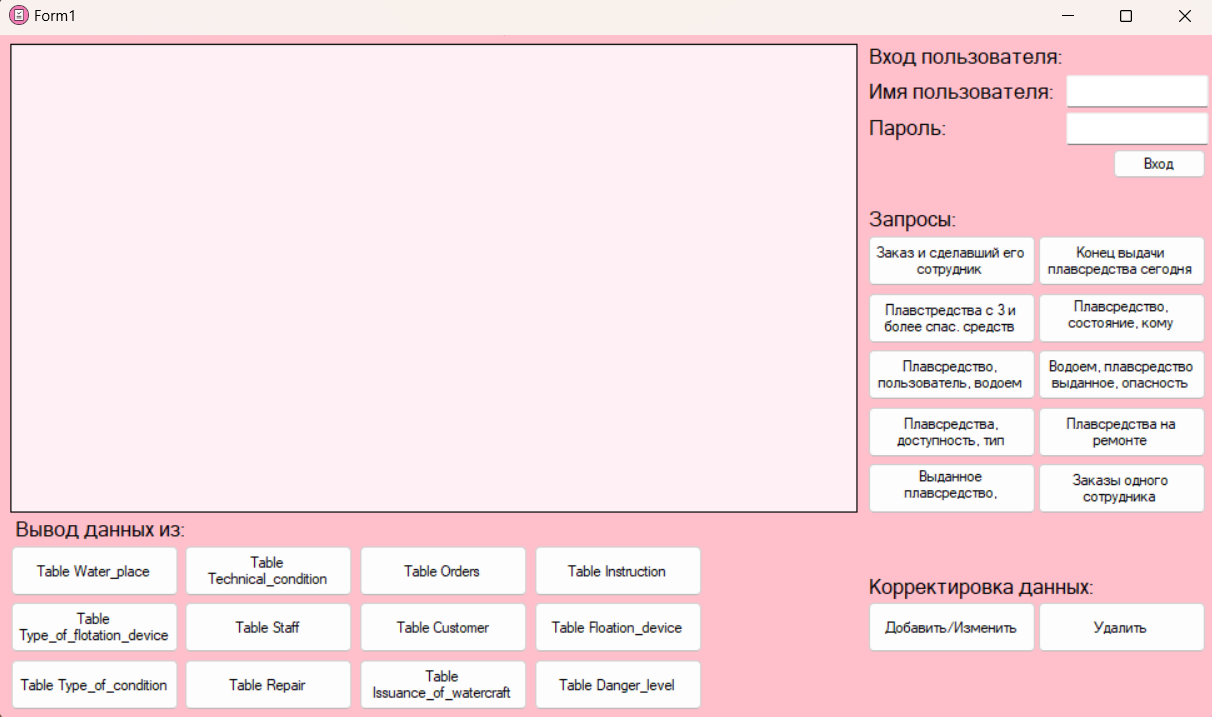 Form1
Вход пользователя:
Имя пользователя:
Пароль:
Вход
Запросы:
Заказ и сделавший его
сотрудник
Конец выдачи
плавсредства сегодня
Плавстредства с 3 и
более спас. средств
Плавсредство,
состояние, кому
Плавсредство,
пользователь, водоем
Водоем, плавсредство
выданное, опасность
Плавсредства,
доступность, тип
Плавсредства на
ремонте
Выданное
плавсредство,
Заказы одного
сотрудника
Вывод данных из:
Table Water_place
Table
Technical_condition
Table Orders
Table Instruction
Table
Type_of_flotation_device
Table Staff
Table Customer
Table Floation_device
Table Type_of_condition
Table Repair
Table
Issuance_of_watercraft
Table Danger_level
Корректировка данных:
Добавить/Изменить
Удалить